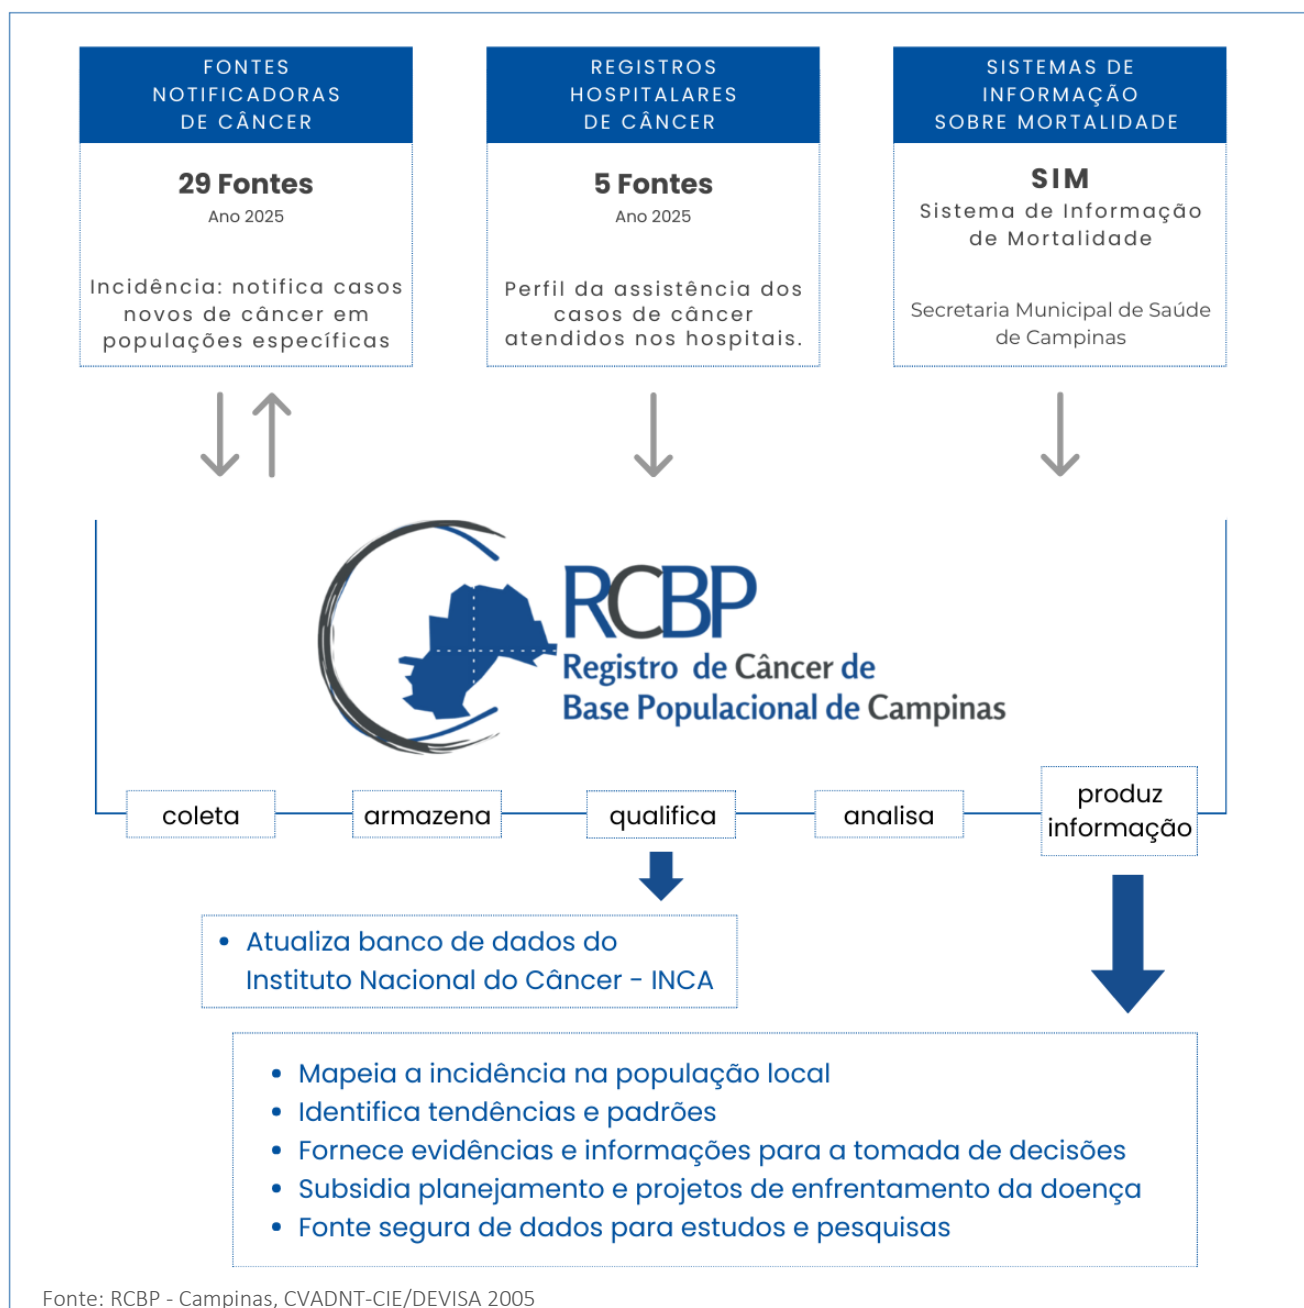 FONTES
NOTIFICADORAS
DE CÂNCER
29 Fontes
Ano 2025
Incidência: notifica casos
novos de câncer em
populações específicas
REGISTROS
HOSPITALARES
DE CÂNCER
5 Fontes
Ano 2025
Perfil da assistência dos
casos de câncer
atendidos nos hospitais.
SISTEMAS DE
INFORMAÇÃO
SOBRE MORTALIDADE
SIM
Sistema de Informação
de Mortalidade
Secretaria Municipal de Saúde
de Campinas
RCBP
Registro de Câncer de
Base Populacional de Campinas
coleta
armazena
qualifica
analisa
produz
informação
• Atualiza banco de dados do
Instituto Nacional do Câncer - INCA
• Mapeia a incidência na população local
• Identifica tendências e padrões
• Fornece evidências e informações para a tomada de decisões
• Subsidia planejamento e projetos de enfrentamento da doença
• Fonte segura de dados para estudos e pesquisas
Fonte: RCBP - Campinas, CVADNT-CIE/DEVISA 2005